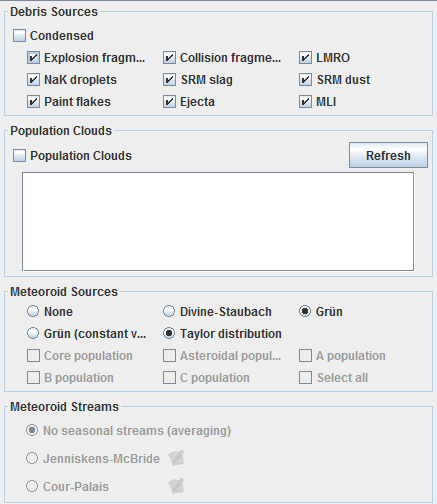 Debris Sources
Condensed
Explosion fragm... Collision fragme... LMRO
NaK droplets SRM slag SRM dust
Paint flakes Ejecta MLI
Population Clouds
Population Clouds Refresh
Meteoroid Sources
None Divine-Staubach Grün
Grün (constant v... Taylor distribution
Core population Asteroidal popul... A population
B population C population Select all
Meteoroid Streams
No seasonal streams (averaging)
Jenniskens-McBride
Cour-Palais